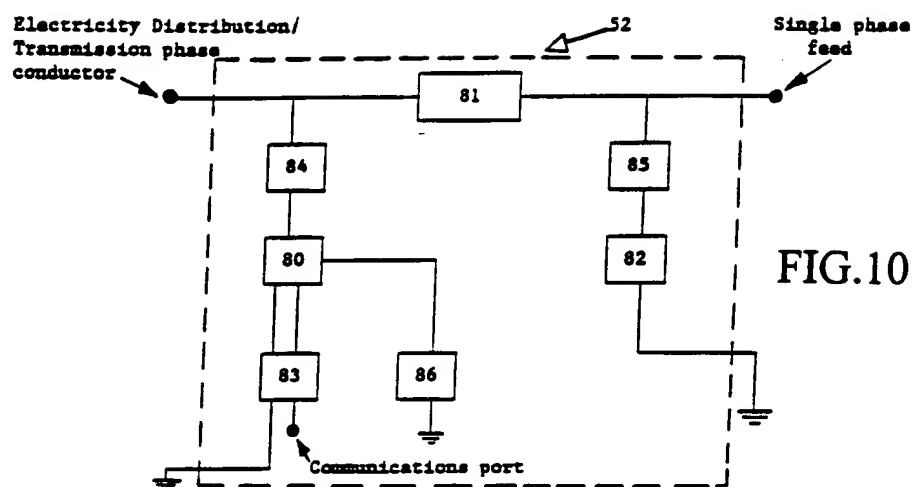 Electricity Distribution/
Transmission phase
conductor
52
Single phase
feed
81
84
85
80
82
FIG.10
83
86
Communications port